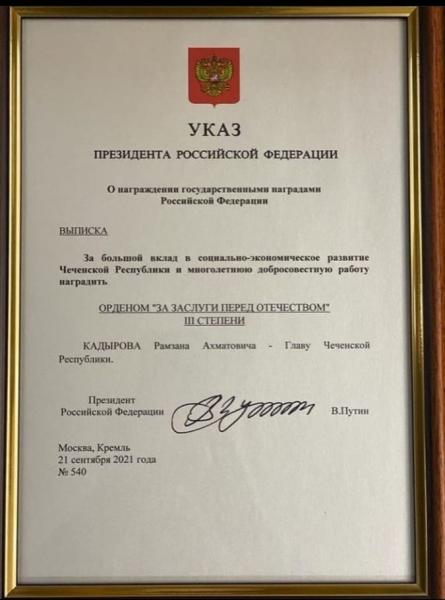 УКАЗ
ПРЕЗИДЕНТА РОССИЙСКОЙ ФЕДЕРАЦИИ
О награждении государственными наградами
Российской Федерации
ВЫПИСКА
За большой вклад в социально-экономическое развитие
Чеченской Республики и многолетнюю добросовестную работу
наградить
ОРДЕНОМ "ЗА ЗАСЛУГИ ПЕРЕД ОТЕЧЕСТВОМ"
III СТЕПЕНИ
КАДЫРОВА Рамзана Ахматовича - Главу Чеченской
Республики.
Президент
Российской Федерации В.Путин
Москва, Кремль
21 сентября 2021 года
№ 540